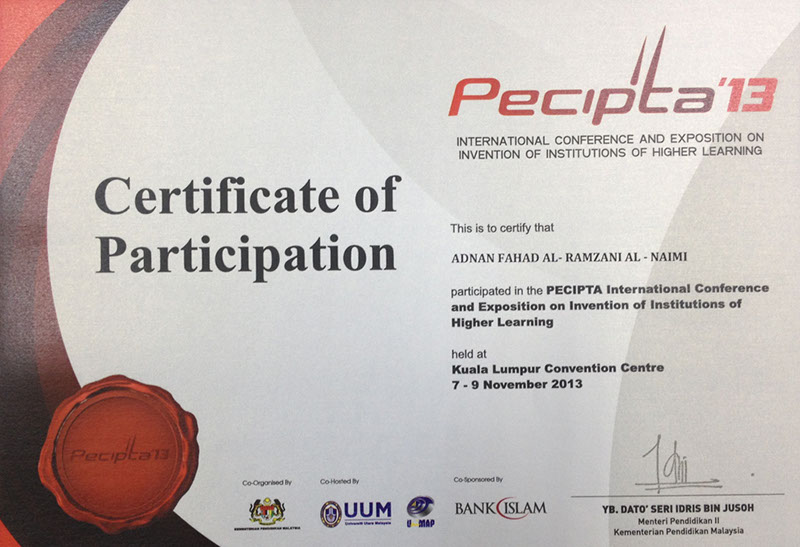 Pecipta'13
INTERNATIONAL CONFERENCE AND EXPOSITION ON
INVENTION OF INSTITUTIONS OF HIGHER LEARNING
Certificate of
Participation
This is to certify that
ADNAN FAHAD AL- RAMZANI AL - NAIMI
participated in the PECIPTA International Conference
and Exposition on Invention of Institutions of
Higher Learning
held at
Kuala Lumpur Convention Centre
7 - 9 November 2013
Pecipta'13
Co-Organised By
KEMENTERIAN PENDIDIKAN MALAYSIA
Co-Hosted By
UUM
Universiti Utara Malaysia
UniMAP
Co-Sponsored By
BANK ISLAM
YB. DATO' SERI IDRIS BIN JUSOH
Menteri Pendidikan II
Kementerian Pendidikan Malaysia